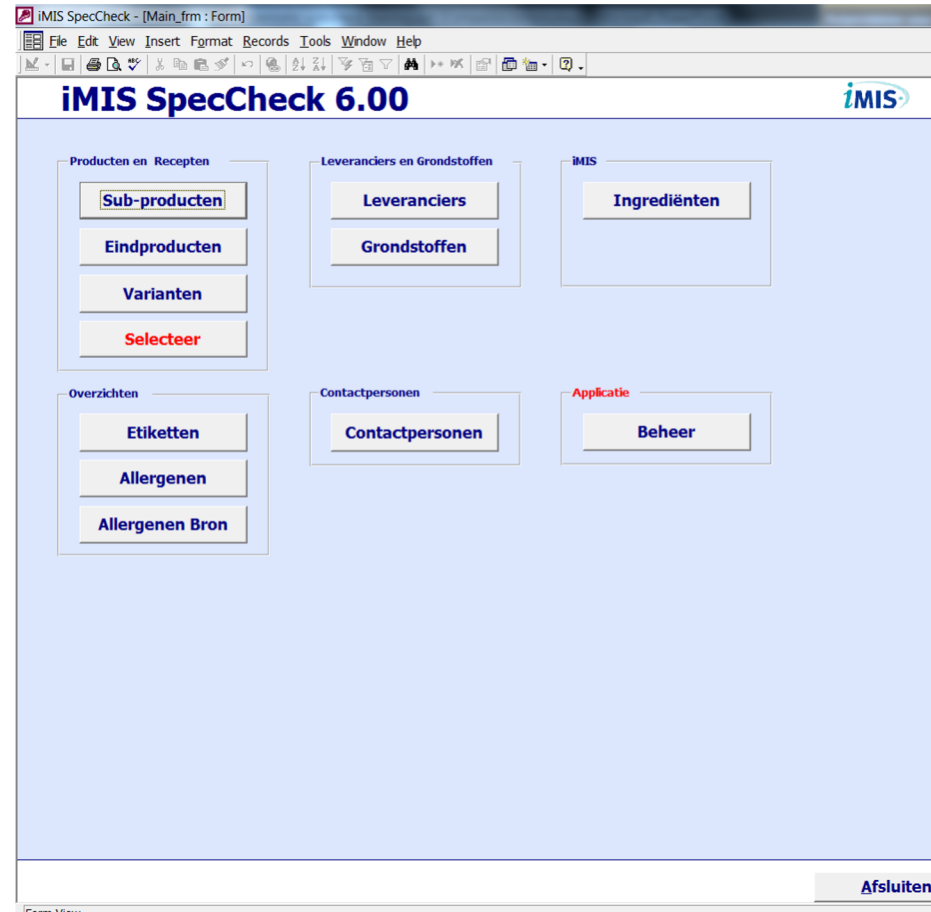 iMIS SpecCheck - [Main_frm : Form]
File Edit View Insert Format Records Tools Window Help
iMIS SpecCheck 6.00
iMIS
Producten en Recepten
Sub-producten
Eindproducten
Varianten
Selecteer
Leveranciers en Grondstoffen
Leveranciers
Grondstoffen
iMIS
Ingrediënten
Overzichten
Etiketten
Allergenen
Allergenen Bron
Contactpersonen
Contactpersonen
Applicatie
Beheer
Afsluiten
Form View